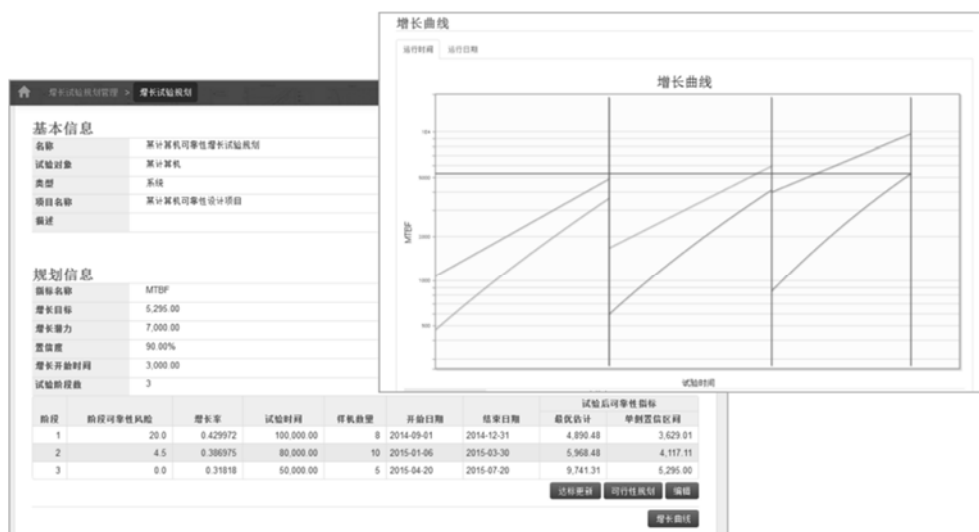 增长曲线
运行时间 运行日期
增长曲线
1E4
5000
2000
1000
500
MTBF
试验时间
增长试验规划管理 > 增长试验规划
基本信息
名称 某计算机可靠性增长试验规划
试验对象 某计算机
类型 系统
项目名称 某计算机可靠性设计项目
描述
规划信息
指标名称 MTBF
增长目标 5,295.00
增长潜力 7,000.00
置信度 90.00%
增长开始时间 3,000.00
试验阶段数 3
试验后可靠性指标
阶段 阶段可靠性风险 增长率 试验时间 样机数量 开始日期 结束日期 最优估计 单侧置信区间
1 20.0 0.429972 100,000.00 8 2014-09-01 2014-12-31 4,890.48 3,629.01
2 4.5 0.386975 80,000.00 10 2015-01-06 2015-03-30 5,968.48 4,117.11
3 0.0 0.31818 50,000.00 5 2015-04-20 2015-07-20 9,741.31 5,295.00
达标更新 可行性规划 编辑
增长曲线